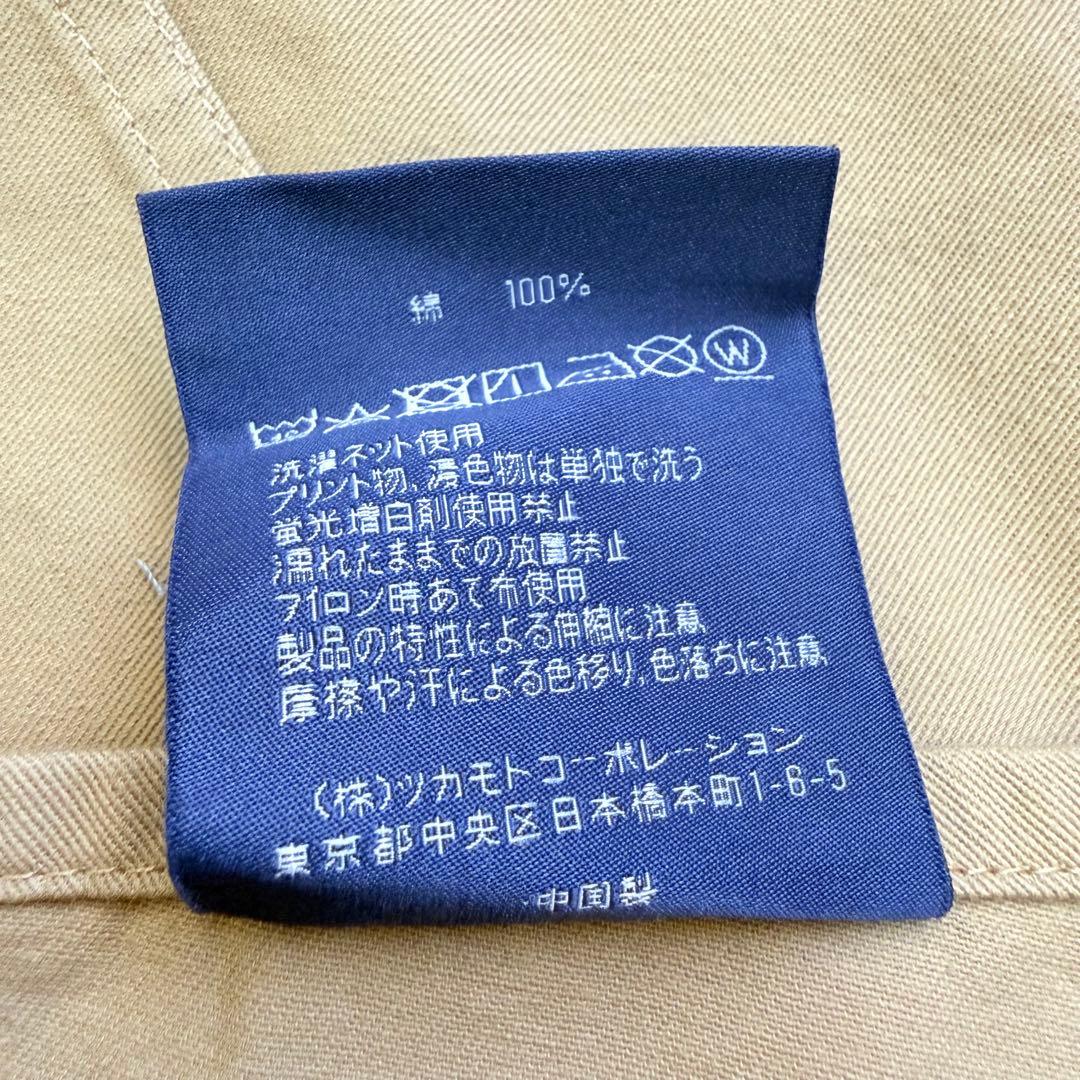 綿 100%
W
洗濯ネット使用
プリント物、濃色物は単独で洗う
蛍光増白剤使用禁止
濡れたままでの放置禁止
アイロン時あて布使用
製品の特性による伸縮に注意
摩擦や汗による色移り、色落ちに注意
(株)ツカモトコーポレーション
東京都中央区日本橋本町1-6-5
中国製